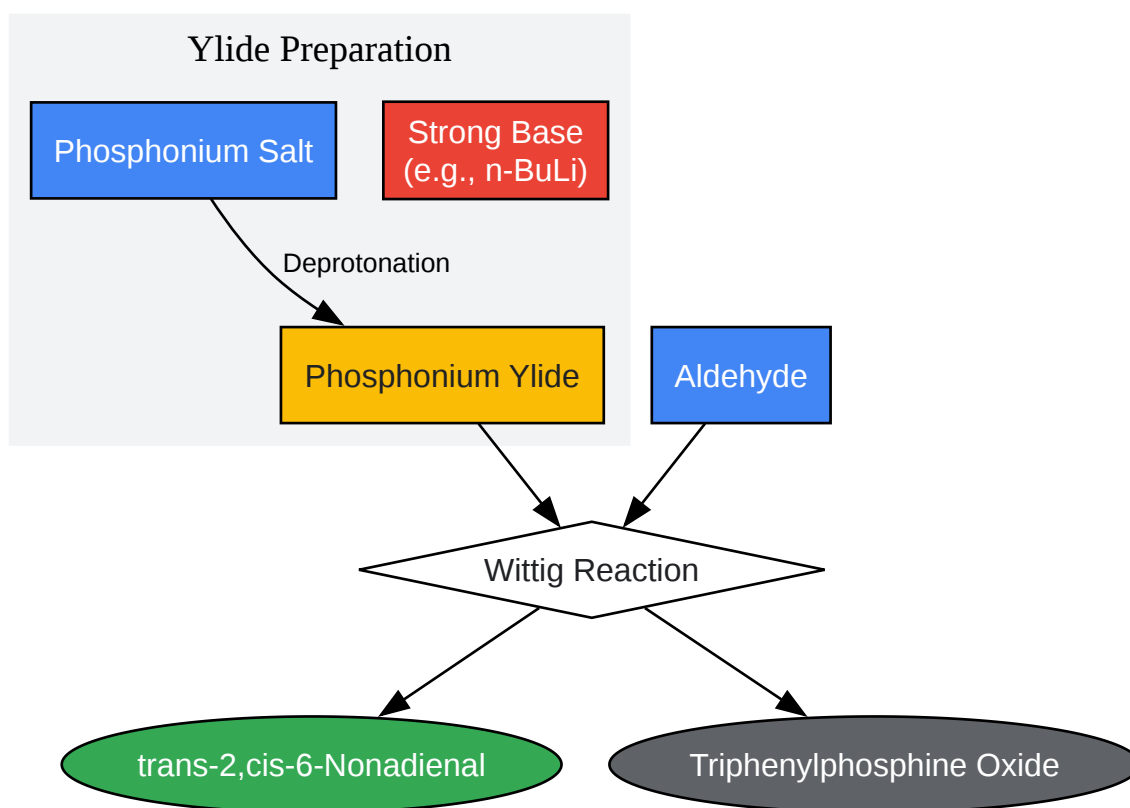 Ylide Preparation
Phosphonium Salt
Strong Base
(e.g., n-BuLi)
Deprotonation
Phosphonium Ylide
Aldehyde
Wittig Reaction
trans-2,cis-6-Nonadienal
Triphenylphosphine Oxide